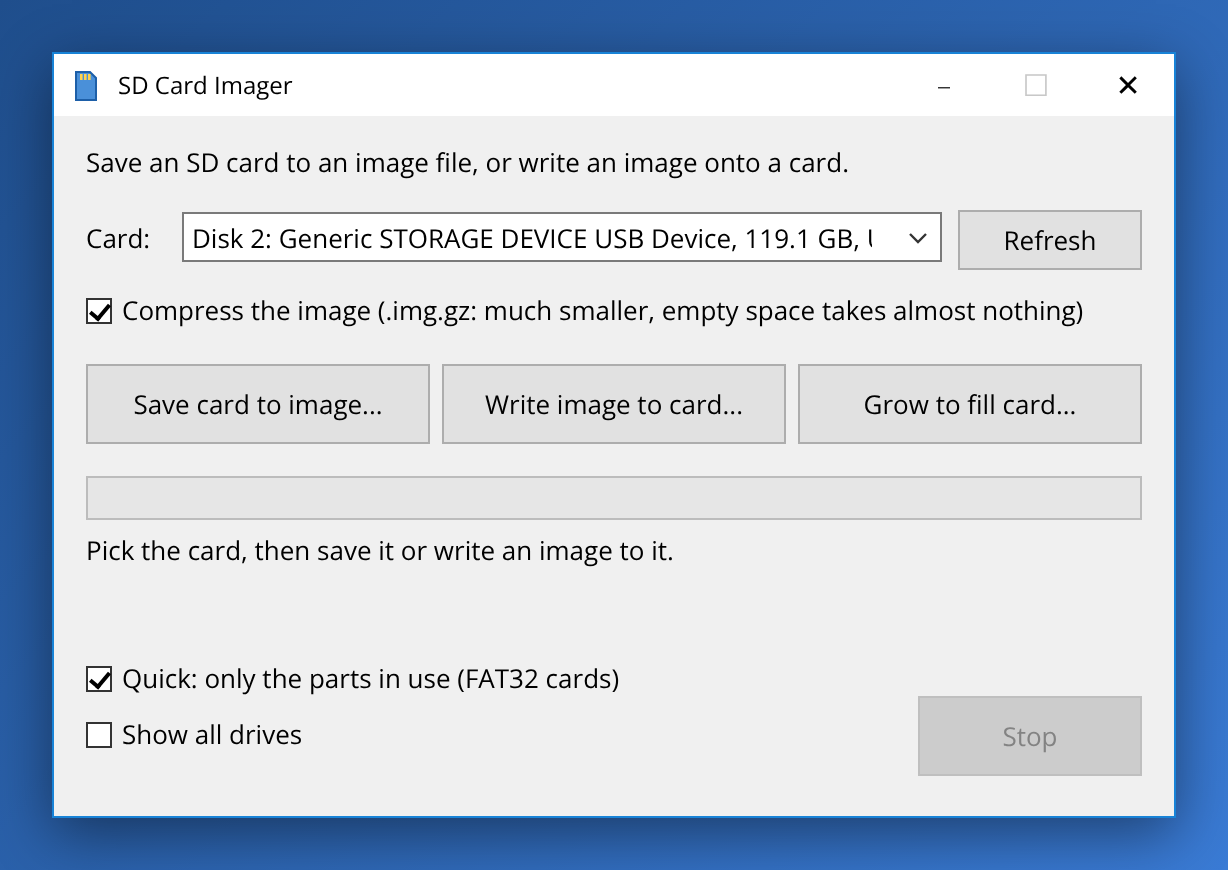 SD Card Imager
Save an SD card to an image file, or write an image onto a card.
Card: Disk 2: Generic STORAGE DEVICE USB Device, 119.1 GB, Refresh
Compress the image (.img.gz: much smaller, empty space takes almost nothing)
Save card to image... Write image to card... Grow to fill card...
Pick the card, then save it or write an image to it.
Quick: only the parts in use (FAT32 cards)
Show all drives
Stop